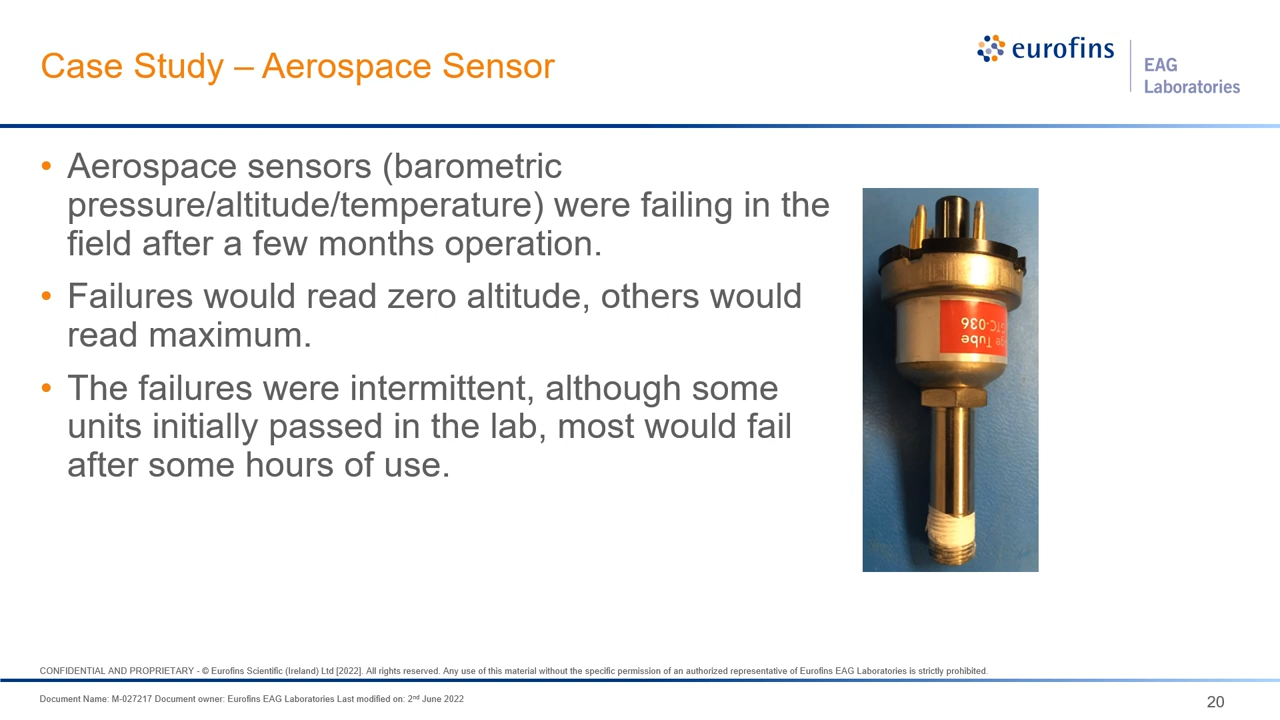 Case Study – Aerospace Sensor
eurofins
EAG
Laboratories
• Aerospace sensors (barometric
pressure/altitude/temperature) were failing in the
field after a few months operation.
• Failures would read zero altitude, others would
read maximum.
• The failures were intermittent, although some
units initially passed in the lab, most would fail
after some hours of use.
ge Tube
GTC-036
CONFIDENTIAL AND PROPRIETARY - © Eurofins Scientific (Ireland) Ltd [2022]. All rights reserved. Any use of this material without the specific permission of an authorized representative of Eurofins EAG Laboratories is strictly prohibited.
Document Name: M-027217 Document owner: Eurofins EAG Laboratories Last modified on: 2nd June 2022
20